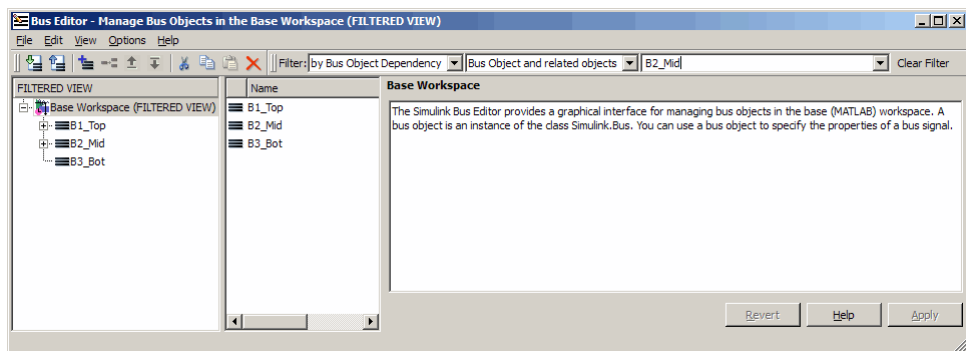 Bus Editor - Manage Bus Objects in the Base Workspace (FILTERED VIEW)
File Edit View Options Help
Filter: by Bus Object Dependency Bus Object and related objects B2_Mid Clear Filter
FILTERED VIEW
Base Workspace (FILTERED VIEW)
B1_Top
B2_Mid
B3_Bot
Name
B1_Top
B2_Mid
B3_Bot
Base Workspace
The Simulink Bus Editor provides a graphical interface for managing bus objects in the base (MATLAB) workspace. A
bus object is an instance of the class Simulink.Bus. You can use a bus object to specify the properties of a bus signal.
Revert Help Apply